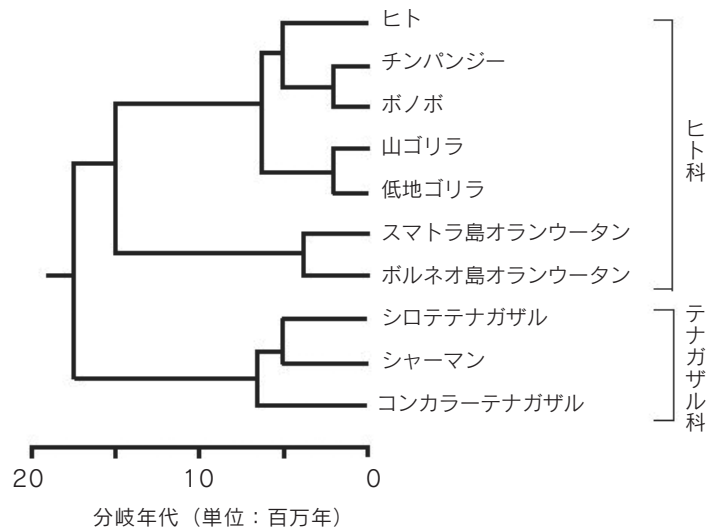 ヒト
チンパンジー
ボノボ
山ゴリラ
低地ゴリラ
スマトラ島オランウータン
ボルネオ島オランウータン
シロテテナガザル
シャーマン
コンカラーテナガザル
ヒト科
テナガザル科
20 10 0
分岐年代（単位：百万年）